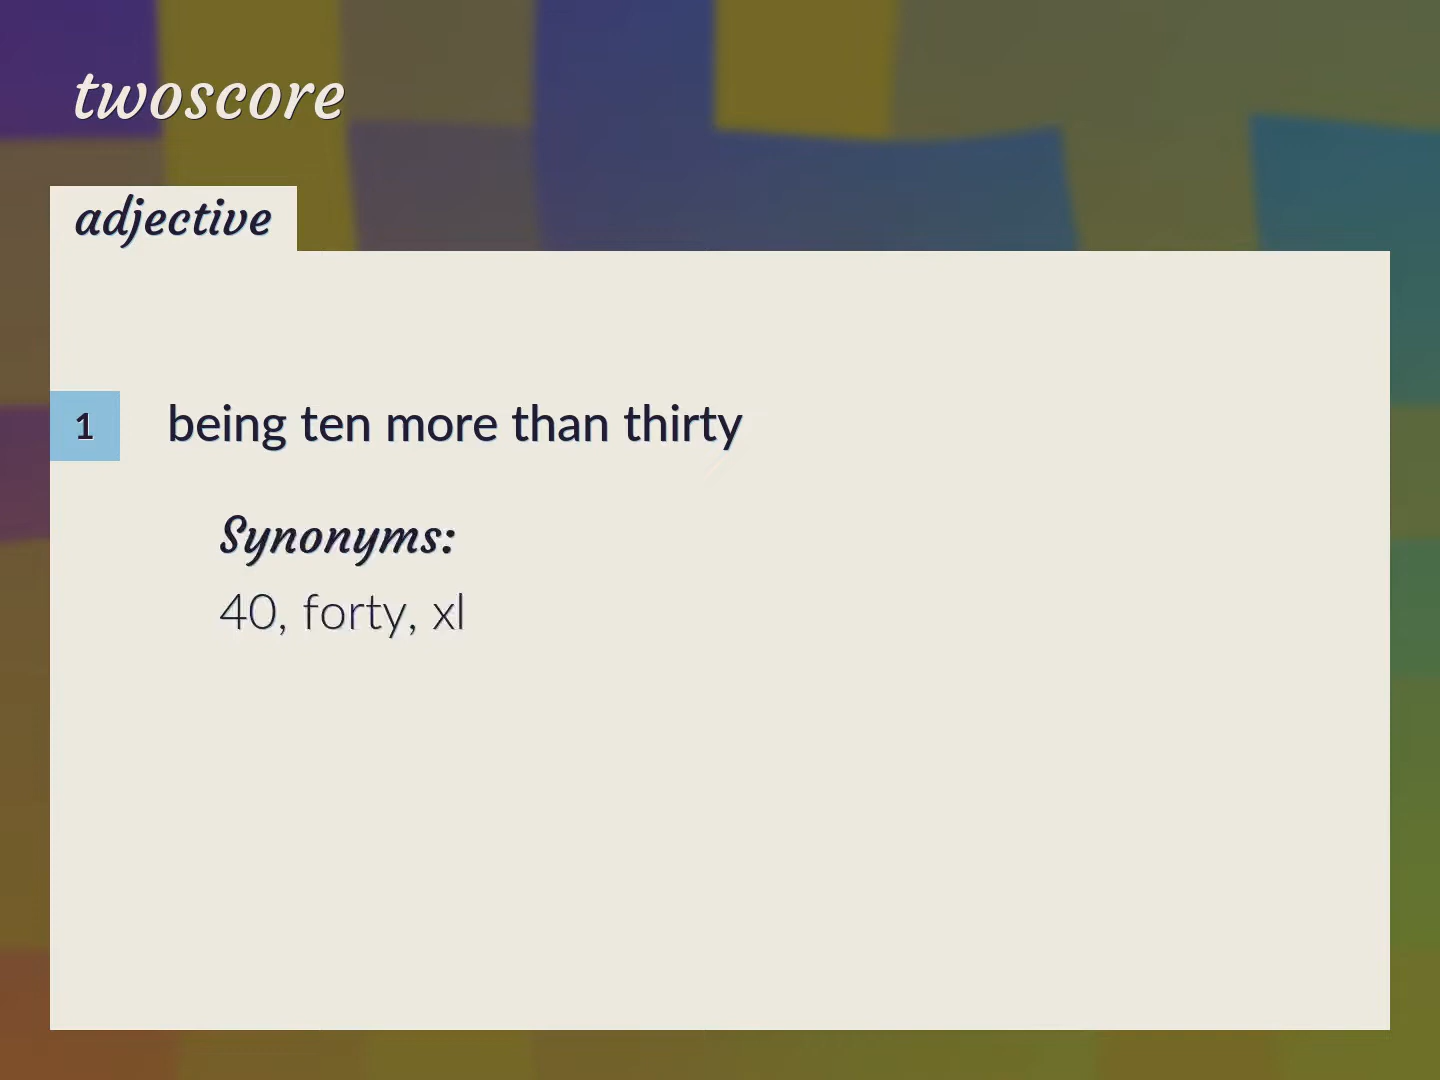 twoscore
adjective
1 being ten more than thirty
Synonyms:
40, forty, xl